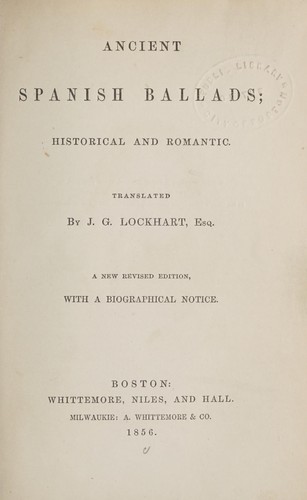 ANCIENT
SPANISH BALLADS;
HISTORICAL AND ROMANTIC.
TRANSLATED
BY J. G. LOCKHART, ESQ.
A NEW REVISED EDITION,
WITH A BIOGRAPHICAL NOTICE.
BOSTON:
WHITTEMORE, NILES, AND HALL.
MILWAUKIE: A. WHITTEMORE & CO.
1856.